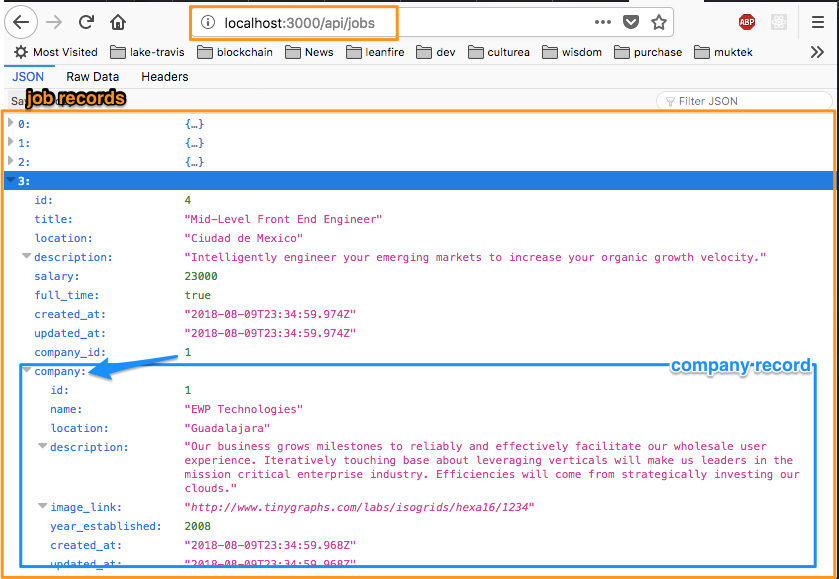 localhost:3000/api/jobs
ABP
Most Visited lake-travis blockchain News leanfire dev culturea wisdom purchase muktek
JSON Raw Data Headers
Sa
job records
Filter JSON
0: {…}
1: {…}
2: {…}
3:
id: 4
title: "Mid-Level Front End Engineer"
location: "Ciudad de Mexico"
description: "Intelligently engineer your emerging markets to increase your organic growth velocity."
salary: 23000
full_time: true
created_at: "2018-08-09T23:34:59.974Z"
updated_at: "2018-08-09T23:34:59.974Z"
company_id: 1
company:
company record
id: 1
name: "EWP Technologies"
location: "Guadalajara"
description: "Our business grows milestones to reliably and effectively facilitate our wholesale user
experience. Iteratively touching base about leveraging verticals will make us leaders in the
mission critical enterprise industry. Efficiencies will come from strategically investing our
clouds."
image_link: "http://www.tinygraphs.com/labs/isogrids/hexa16/1234"
year_established: 2008
created_at: "2018-08-09T23:34:59.968Z"
updated_at: "2018-08-09T23:34:59.968Z"